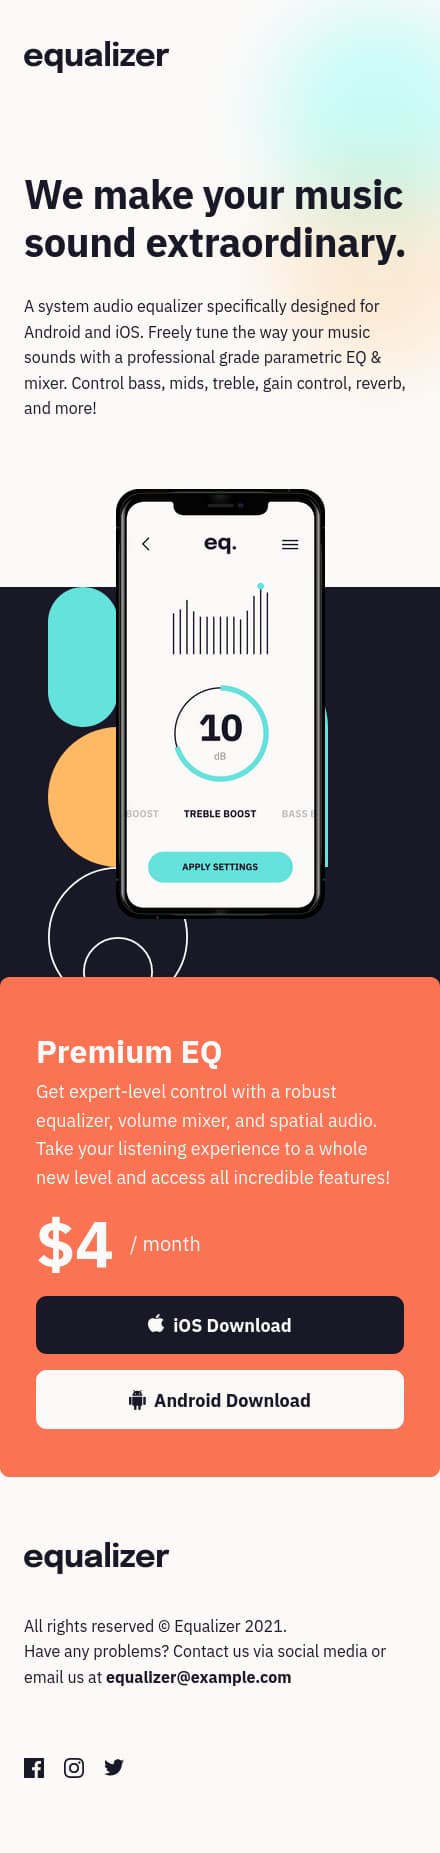 equalizer
We make your music
sound extraordinary.
A system audio equalizer specifically designed for
Android and iOS. Freely tune the way your music
sounds with a professional grade parametric EQ &
mixer. Control bass, mids, treble, gain control, reverb,
and more!
eq.
10
dB
BOOST TREBLE BOOST BASS B
APPLY SETTINGS
Premium EQ
Get expert-level control with a robust
equalizer, volume mixer, and spatial audio.
Take your listening experience to a whole
new level and access all incredible features!
$4 / month
iOS Download
Android Download
equalizer
All rights reserved © Equalizer 2021.
Have any problems? Contact us via social media or
email us at equalizer@example.com